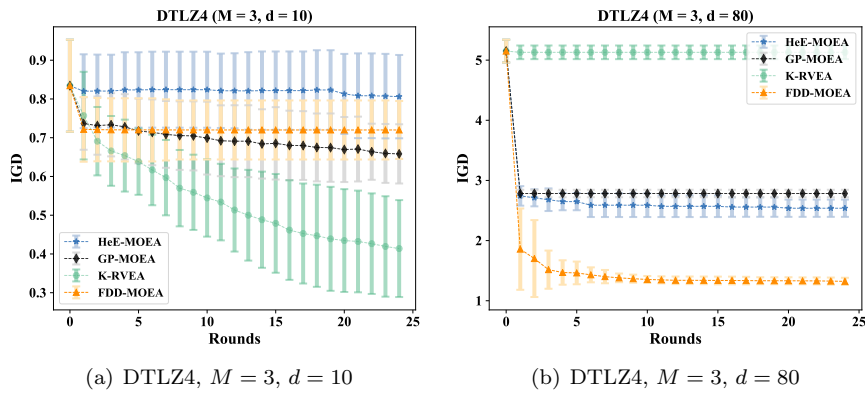 DTLZ4 (M = 3, d = 10)
IGD
0.9
0.8
0.7
0.6
0.5
0.4
0.3
HeE-MOEA
GP-MOEA
K-RVEA
FDD-MOEA
0 5 10 15 20 25
Rounds
(a) DTLZ4, M = 3, d = 10
DTLZ4 (M = 3, d = 80)
IGD
5
4
3
2
1
HeE-MOEA
GP-MOEA
K-RVEA
FDD-MOEA
0 5 10 15 20 25
Rounds
(b) DTLZ4, M = 3, d = 80